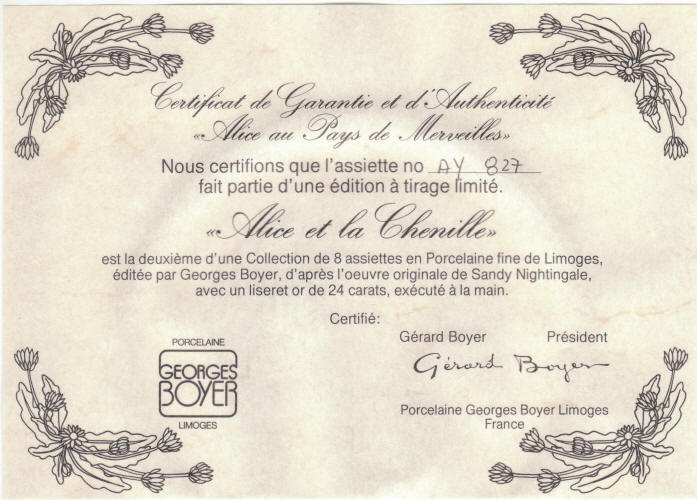 Certificat de Garantie et d'Authenticité
«Alice au Pays de Merveilles»
Nous certifions que l'assiette no AY 827
fait partie d'une édition à tirage limité.
«Alice et la Chenille»
est la deuxième d'une Collection de 8 assiettes en Porcelaine fine de Limoges,
éditée par Georges Boyer, d'après l'oeuvre originale de Sandy Nightingale,
avec un liseret or de 24 carats, exécuté à la main.
Certifié:
Gérard Boyer Président
Gérard Boyer
Porcelaine Georges Boyer Limoges
France
PORCELAINE
GEORGES
BOYER
LIMOGES